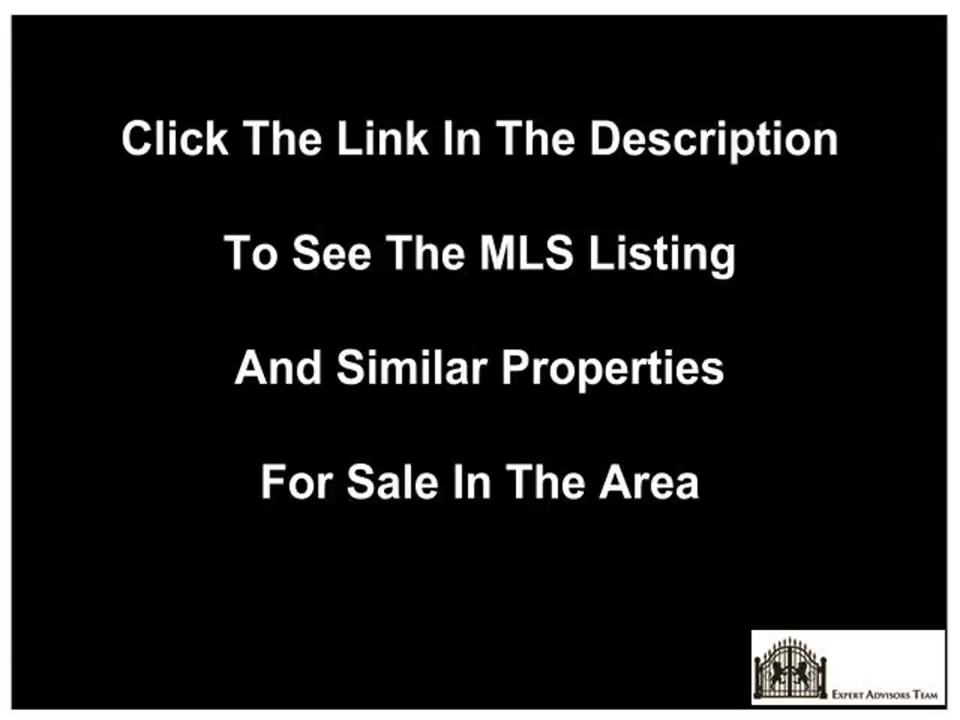 Click The Link In The Description
To See The MLS Listing
And Similar Properties
For Sale In The Area
EXPERT ADVISORS TEAM